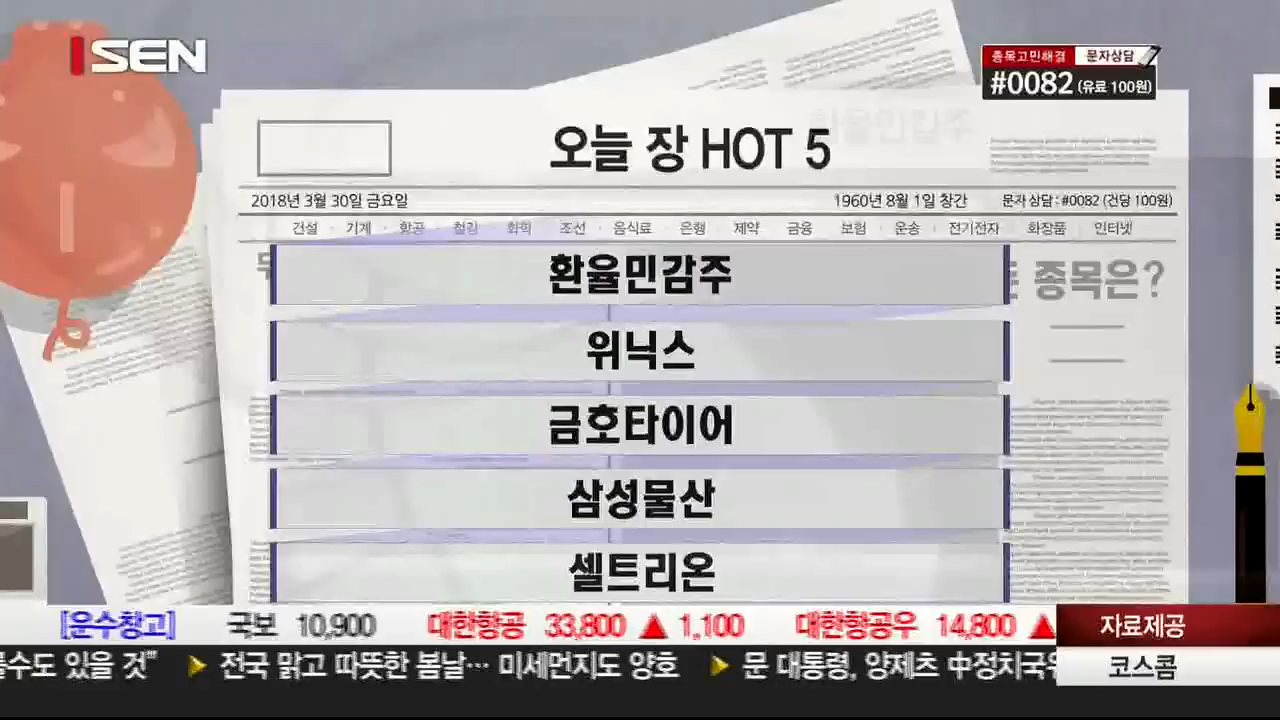 SEN
종목고민해결 문자상담
#0082 (유료 100원)
오늘 장 HOT 5
환율민감주
2018년 3월 30일 금요일 1960년 8월 1일 창간 문자 상담 : #0082 (건당 100원)
건설 · 기계 · 항공 · 철강 · 화학 · 조선 · 음식료 · 은행 · 제약 · 금융 · 보험 · 운송 · 전기전자 · 화장품 · 인터넷
종목은?
환율민감주
위닉스
금호타이어
삼성물산
셀트리온
[운수창고] 국보 10,900 대한항공 33,800 ▲ 1,100 대한항공우 14,800 ▲
자료제공
수도 있을 것" ▶ 전국 맑고 따뜻한 봄날… 미세먼지도 양호 ▶ 문 대통령, 양제츠 中정치국
코스콤